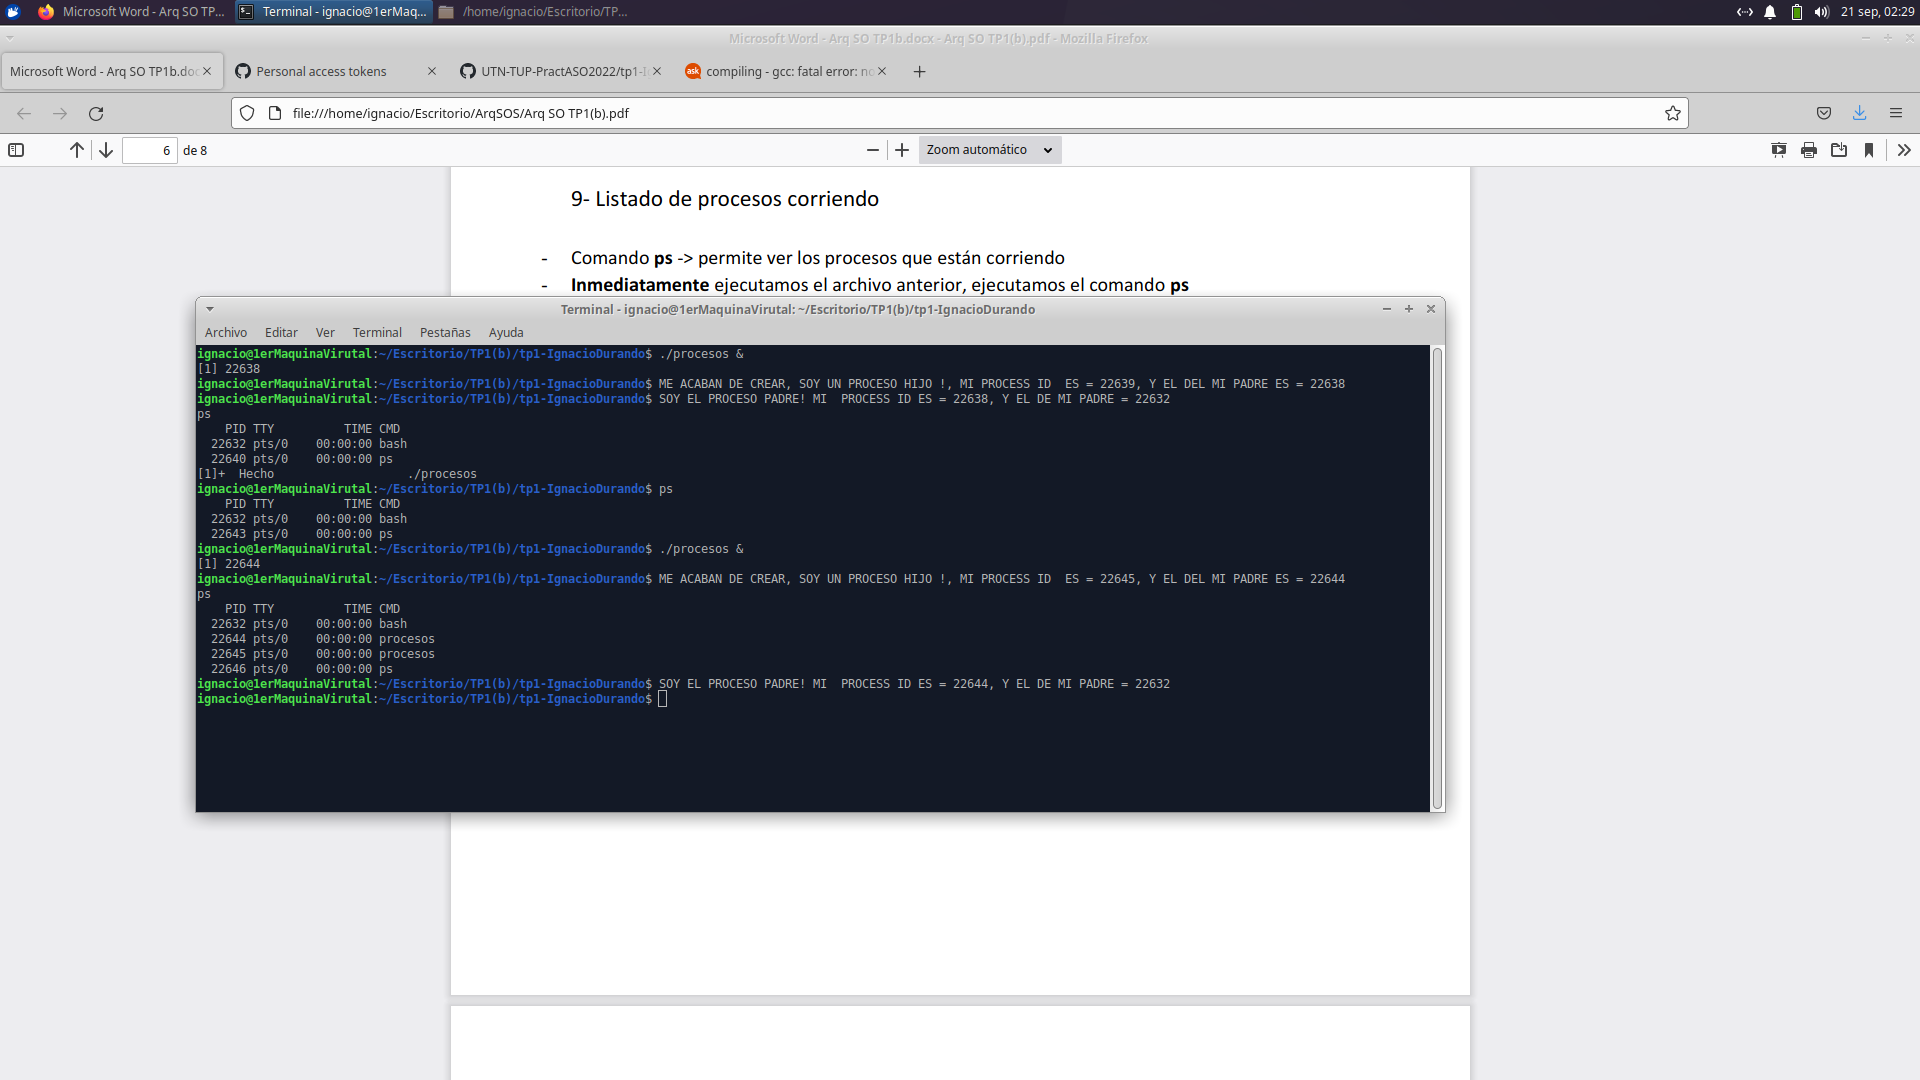 Microsoft Word - Arq SO TP...
Terminal - ignacio@1erMaq...
/home/ignacio/Escritorio/TP...
21 sep, 02:29
Microsoft Word - Arq SO TP1b.docx - Arq SO TP1(b).pdf - Mozilla Firefox
Microsoft Word - Arq SO TP1b.doc
Personal access tokens
UTN-TUP-PractASO2022/tp1-I
ask
compiling - gcc: fatal error: no
file:///home/ignacio/Escritorio/ArqSOS/Arq SO TP1(b).pdf
6
de 8
Zoom automático
9- Listado de procesos corriendo
- Comando ps -> permite ver los procesos que están corriendo
- Inmediatamente ejecutamos el archivo anterior, ejecutamos el comando ps
Terminal - ignacio@1erMaquinaVirutal: ~/Escritorio/TP1(b)/tp1-IgnacioDurando
Archivo Editar Ver Terminal Pestañas Ayuda
ignacio@1erMaquinaVirutal:~/Escritorio/TP1(b)/tp1-IgnacioDurando$ ./procesos &
[1] 22638
ignacio@1erMaquinaVirutal:~/Escritorio/TP1(b)/tp1-IgnacioDurando$ ME ACABAN DE CREAR, SOY UN PROCESO HIJO !, MI PROCESS ID  ES = 22639, Y EL DEL MI PADRE ES = 22638
ignacio@1erMaquinaVirutal:~/Escritorio/TP1(b)/tp1-IgnacioDurando$ SOY EL PROCESO PADRE! MI  PROCESS ID ES = 22638, Y EL DE MI PADRE = 22632
ps
    PID TTY          TIME CMD
  22632 pts/0    00:00:00 bash
  22640 pts/0    00:00:00 ps
[1]+  Hecho                   ./procesos
ignacio@1erMaquinaVirutal:~/Escritorio/TP1(b)/tp1-IgnacioDurando$ ps
    PID TTY          TIME CMD
  22632 pts/0    00:00:00 bash
  22643 pts/0    00:00:00 ps
ignacio@1erMaquinaVirutal:~/Escritorio/TP1(b)/tp1-IgnacioDurando$ ./procesos &
[1] 22644
ignacio@1erMaquinaVirutal:~/Escritorio/TP1(b)/tp1-IgnacioDurando$ ME ACABAN DE CREAR, SOY UN PROCESO HIJO !, MI PROCESS ID  ES = 22645, Y EL DEL MI PADRE ES = 22644
ps
    PID TTY          TIME CMD
  22632 pts/0    00:00:00 bash
  22644 pts/0    00:00:00 procesos
  22645 pts/0    00:00:00 procesos
  22646 pts/0    00:00:00 ps
ignacio@1erMaquinaVirutal:~/Escritorio/TP1(b)/tp1-IgnacioDurando$ SOY EL PROCESO PADRE! MI  PROCESS ID ES = 22644, Y EL DE MI PADRE = 22632
ignacio@1erMaquinaVirutal:~/Escritorio/TP1(b)/tp1-IgnacioDurando$